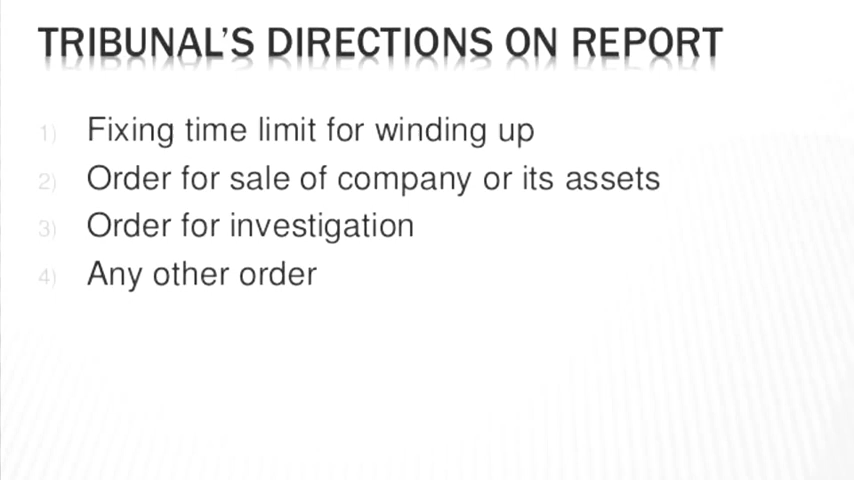 TRIBUNAL'S DIRECTIONS ON REPORT
1) Fixing time limit for winding up
2) Order for sale of company or its assets
3) Order for investigation
4) Any other order